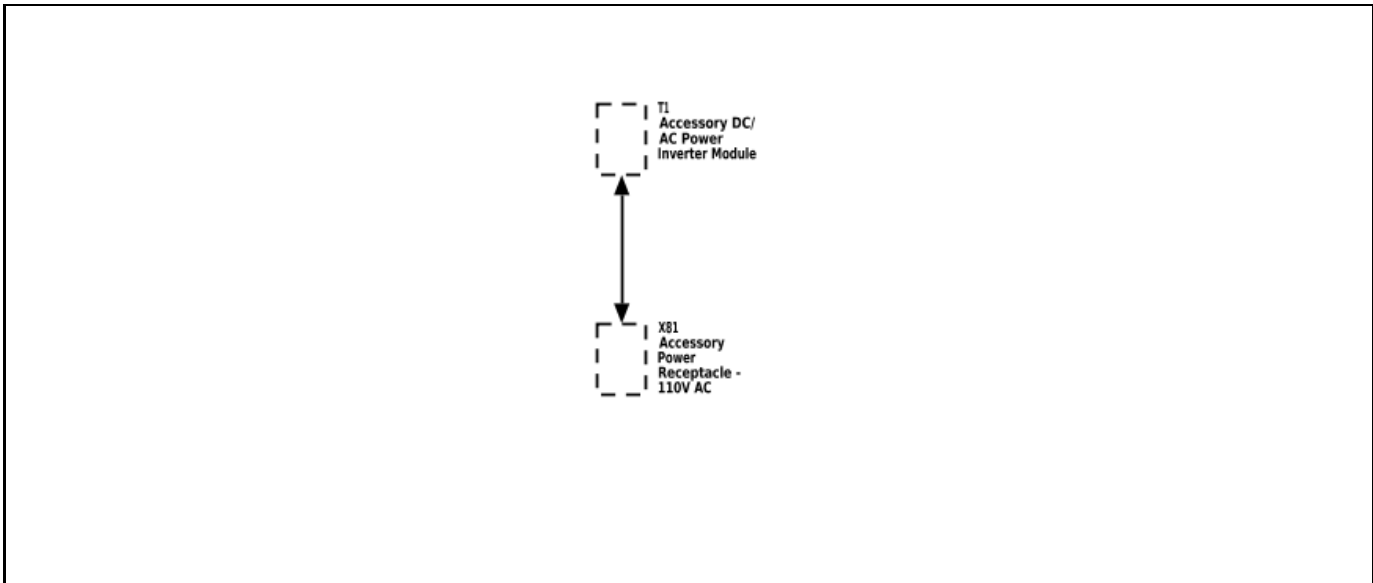 T1
Accessory DC/
AC Power
Inverter Module
X81
Accessory
Power
Receptacle -
110V AC